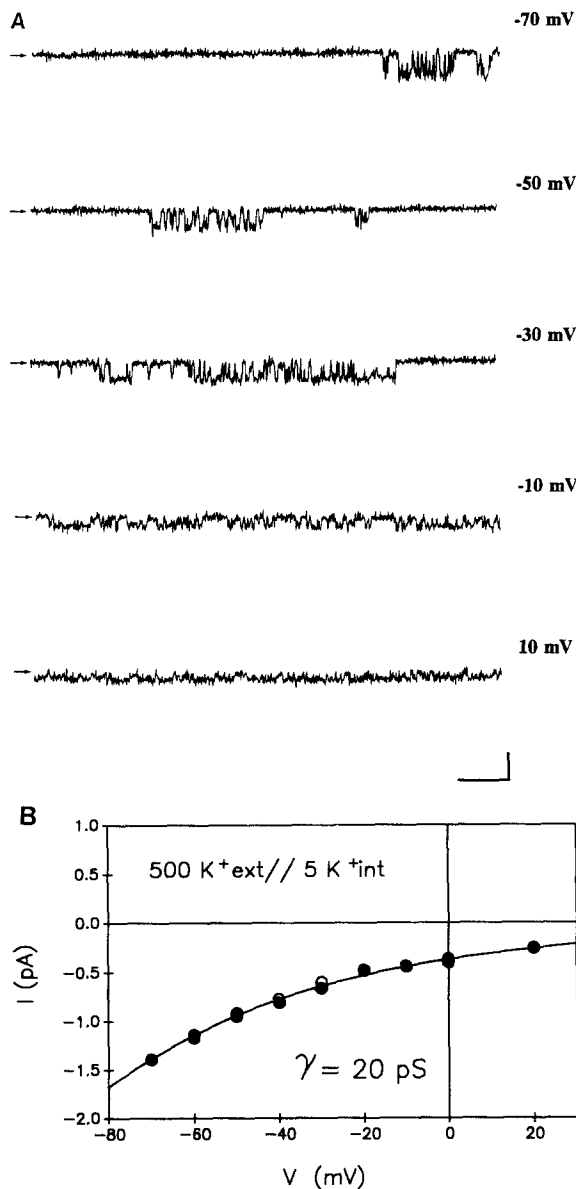 A
-70 mV
-50 mV
-30 mV
-10 mV
10 mV
B
1.0
0.5
0.0
-0.5
-1.0
-1.5
-2.0
I (pA)
500 K⁺ext// 5 K⁺int
γ = 20 pS
-80 -60 -40 -20 0 20
V (mV)